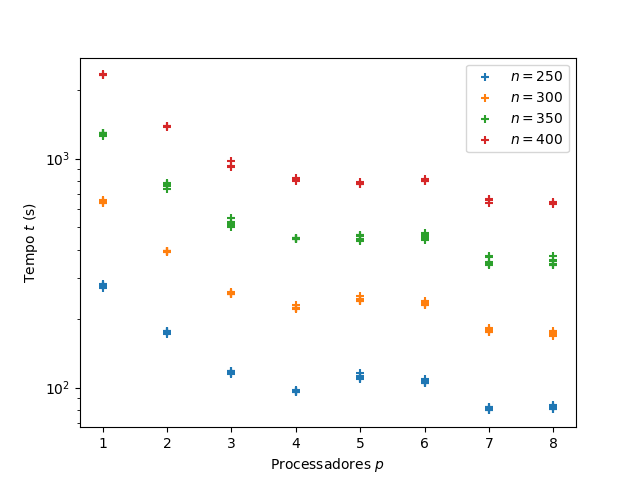 n = 250
n = 300
n = 350
n = 400
10³
10²
Tempo t (s)
1 2 3 4 5 6 7 8
Processadores p